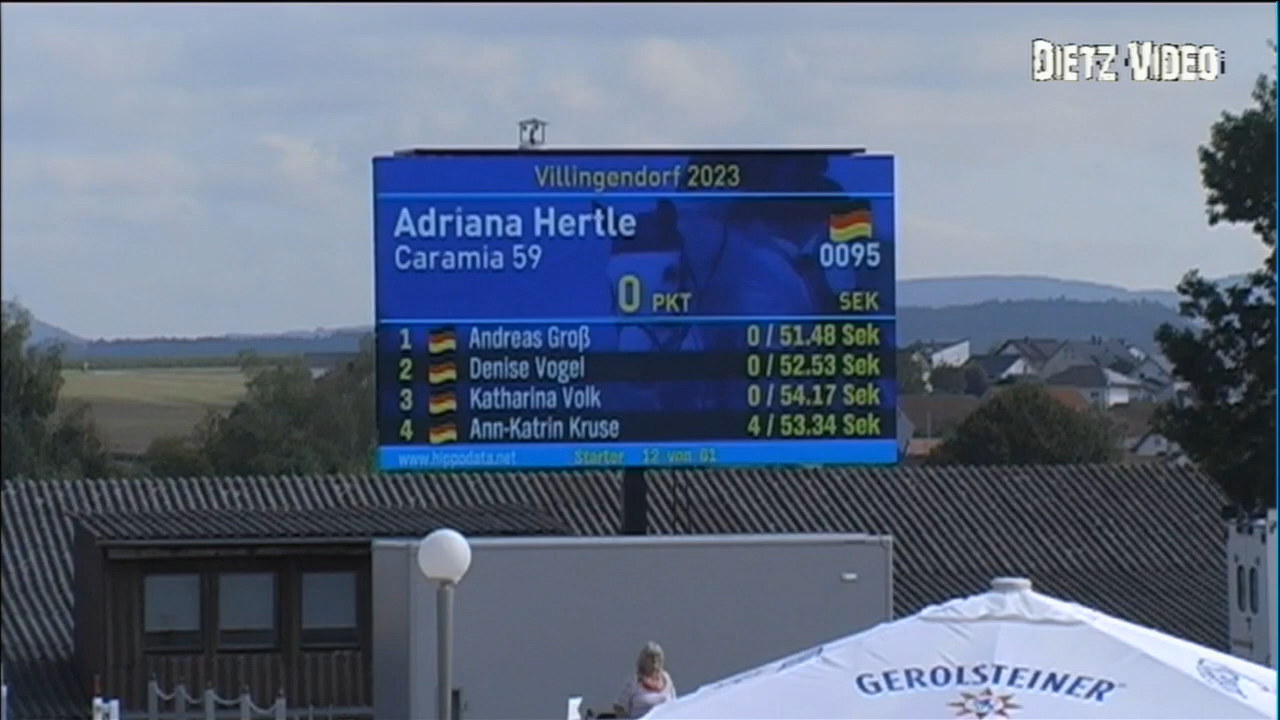 DIETZ VIDEO
Villingendorf 2023
Adriana Hertle
Caramia 59
0095
0 PKT
SEK
1 Andreas Groß 0 / 51.48 Sek
2 Denise Vogel 0 / 52.53 Sek
3 Katharina Volk 0 / 54.17 Sek
4 Ann-Katrin Kruse 4 / 53.34 Sek
www.hippodata.net Starter 12 von 61
GEROLSTEINER